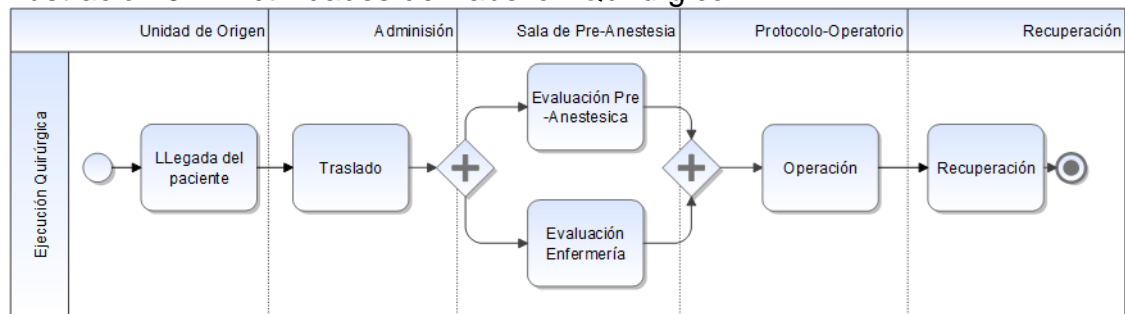 Unidad de Origen
Adminisión
Sala de Pre-Anestesia
Protocolo-Operatorio
Recuperación
Ejecución Quirúrgica
LLegada del
paciente
Traslado
Evaluación Pre
-Anestesica
Evaluación
Enfermería
Operación
Recuperación